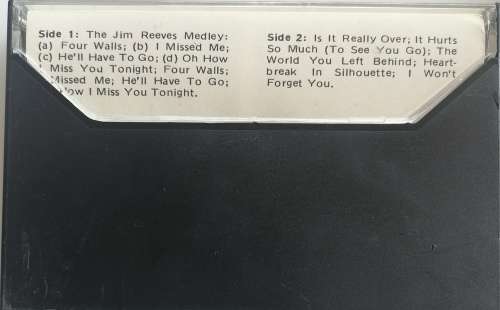 Side 1: The Jim Reeves Medley:
(a) Four Walls; (b) I Missed Me;
(c) He'll Have To Go; (d) Oh How
I Miss You Tonight; Four Walls;
Missed Me; He'll Have To Go;
How I Miss You Tonight.
Side 2: Is It Really Over; It Hurts
So Much (To See You Go); The
World You Left Behind; Heart-
break In Silhouette; I Won't
Forget You.